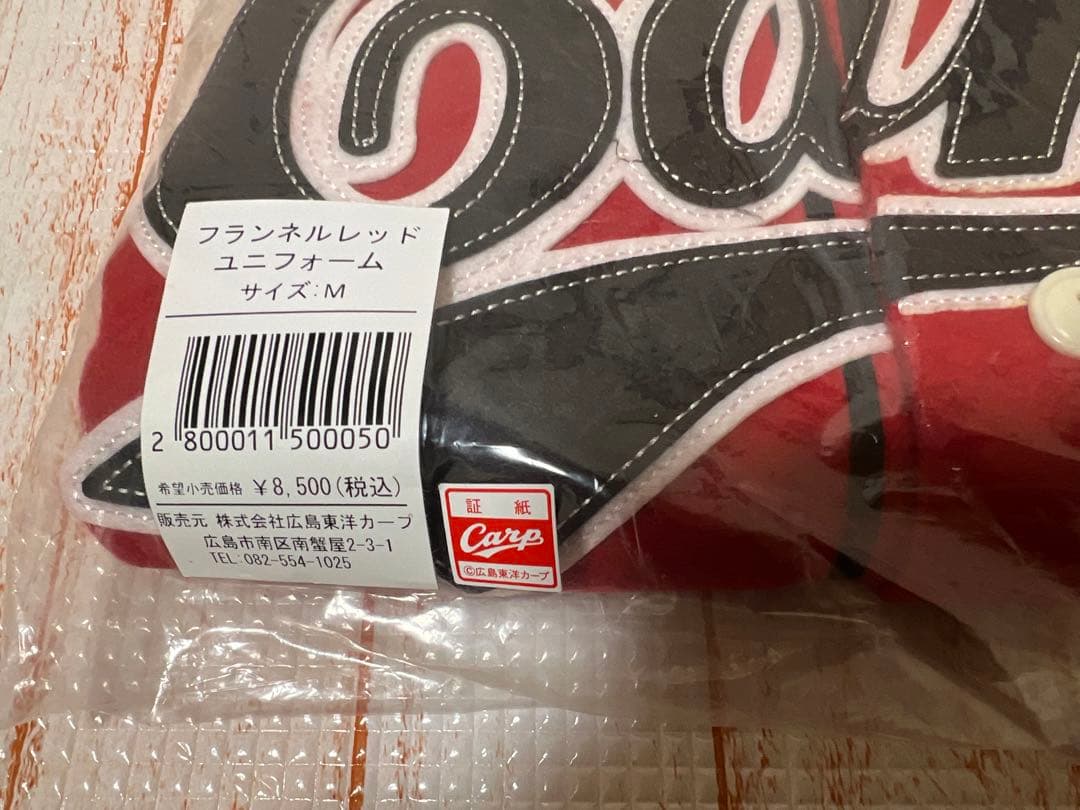 Car
フランネルレッド
ユニフォーム
サイズ:M
2 800011 500050
希望小売価格 ¥8,500(税込)
販売元 株式会社広島東洋カープ
広島市南区南蟹屋2-3-1
TEL:082-554-1025
証紙
Carp
©広島東洋カープ